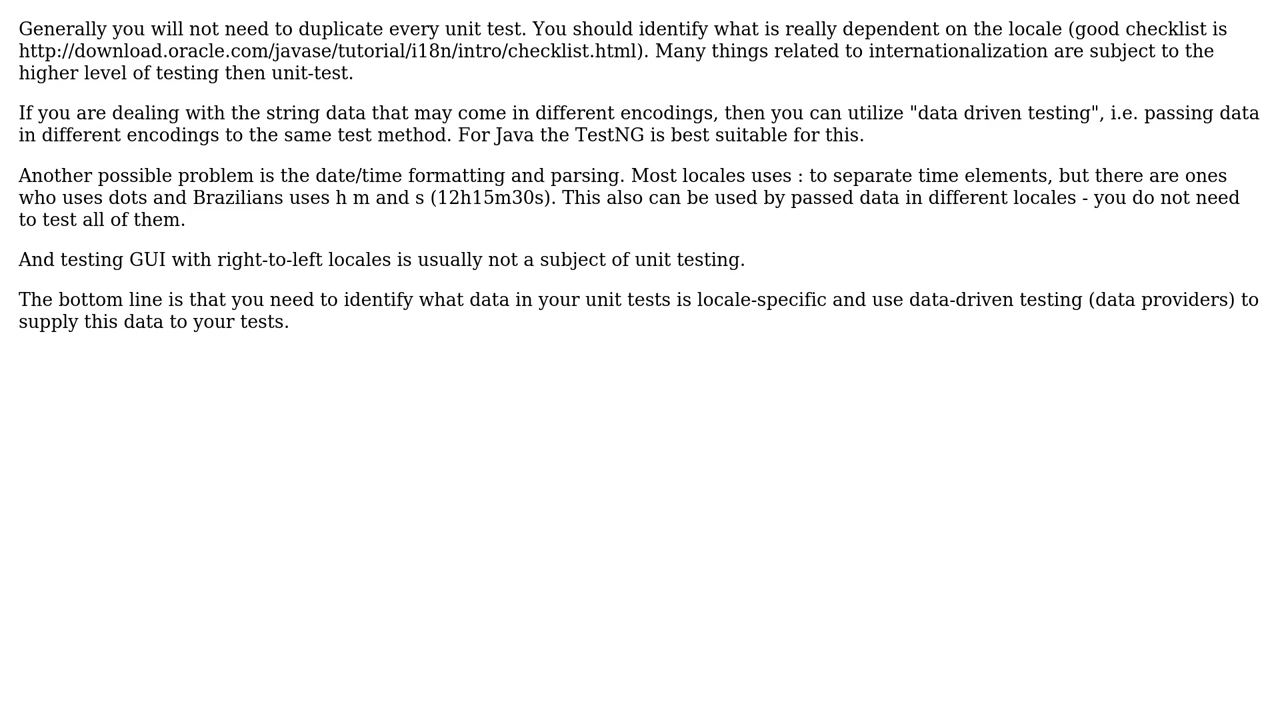 Generally you will not need to duplicate every unit test. You should identify what is really dependent on the locale (good checklist is
http://download.oracle.com/javase/tutorial/i18n/intro/checklist.html). Many things related to internationalization are subject to the
higher level of testing then unit-test.
If you are dealing with the string data that may come in different encodings, then you can utilize "data driven testing", i.e. passing data
in different encodings to the same test method. For Java the TestNG is best suitable for this.
Another possible problem is the date/time formatting and parsing. Most locales uses : to separate time elements, but there are ones
who uses dots and Brazilians uses h m and s (12h15m30s). This also can be used by passed data in different locales - you do not need
to test all of them.
And testing GUI with right-to-left locales is usually not a subject of unit testing.
The bottom line is that you need to identify what data in your unit tests is locale-specific and use data-driven testing (data providers) to
supply this data to your tests.